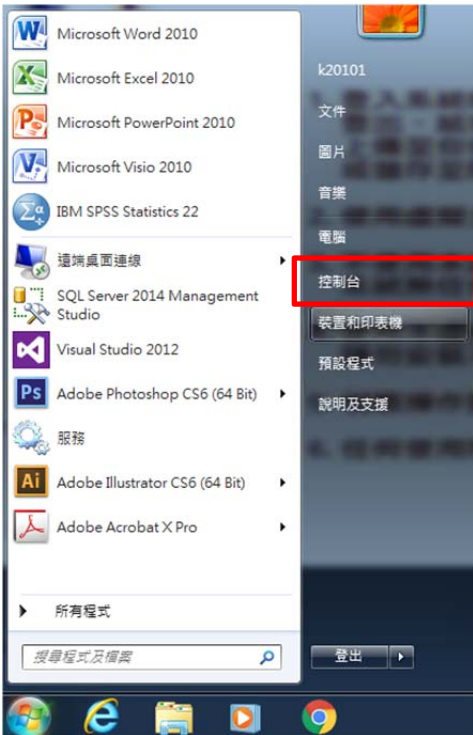 Microsoft Word 2010
Microsoft Excel 2010
Microsoft PowerPoint 2010
Microsoft Visio 2010
IBM SPSS Statistics 22
遠端桌面連線
SQL Server 2014 Management
Studio
Visual Studio 2012
Adobe Photoshop CS6 (64 Bit)
服務
Adobe Illustrator CS6 (64 Bit)
Adobe Acrobat X Pro
所有程式
搜尋程式及檔案
k20101
文件
圖片
音樂
電腦
控制台
裝置和印表機
預設程式
說明及支援
登出